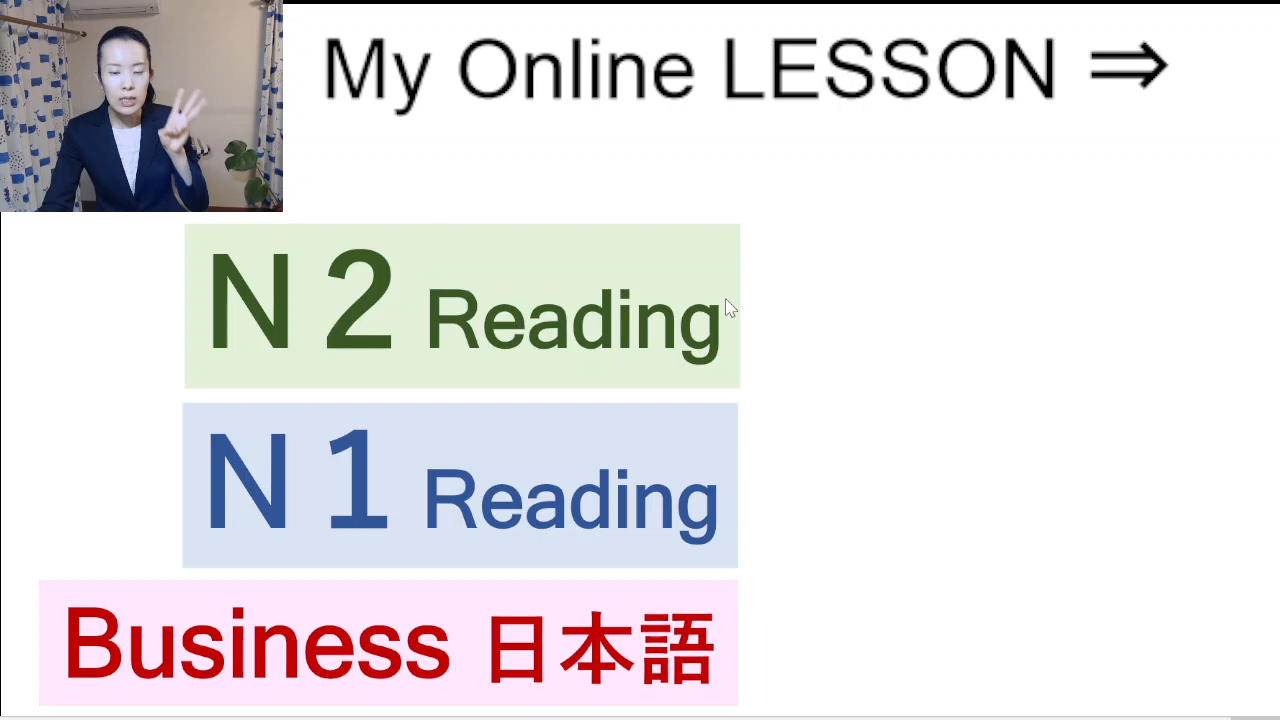 My Online LESSON ⇒
N 2 Reading
N 1 Reading
Business 日本語